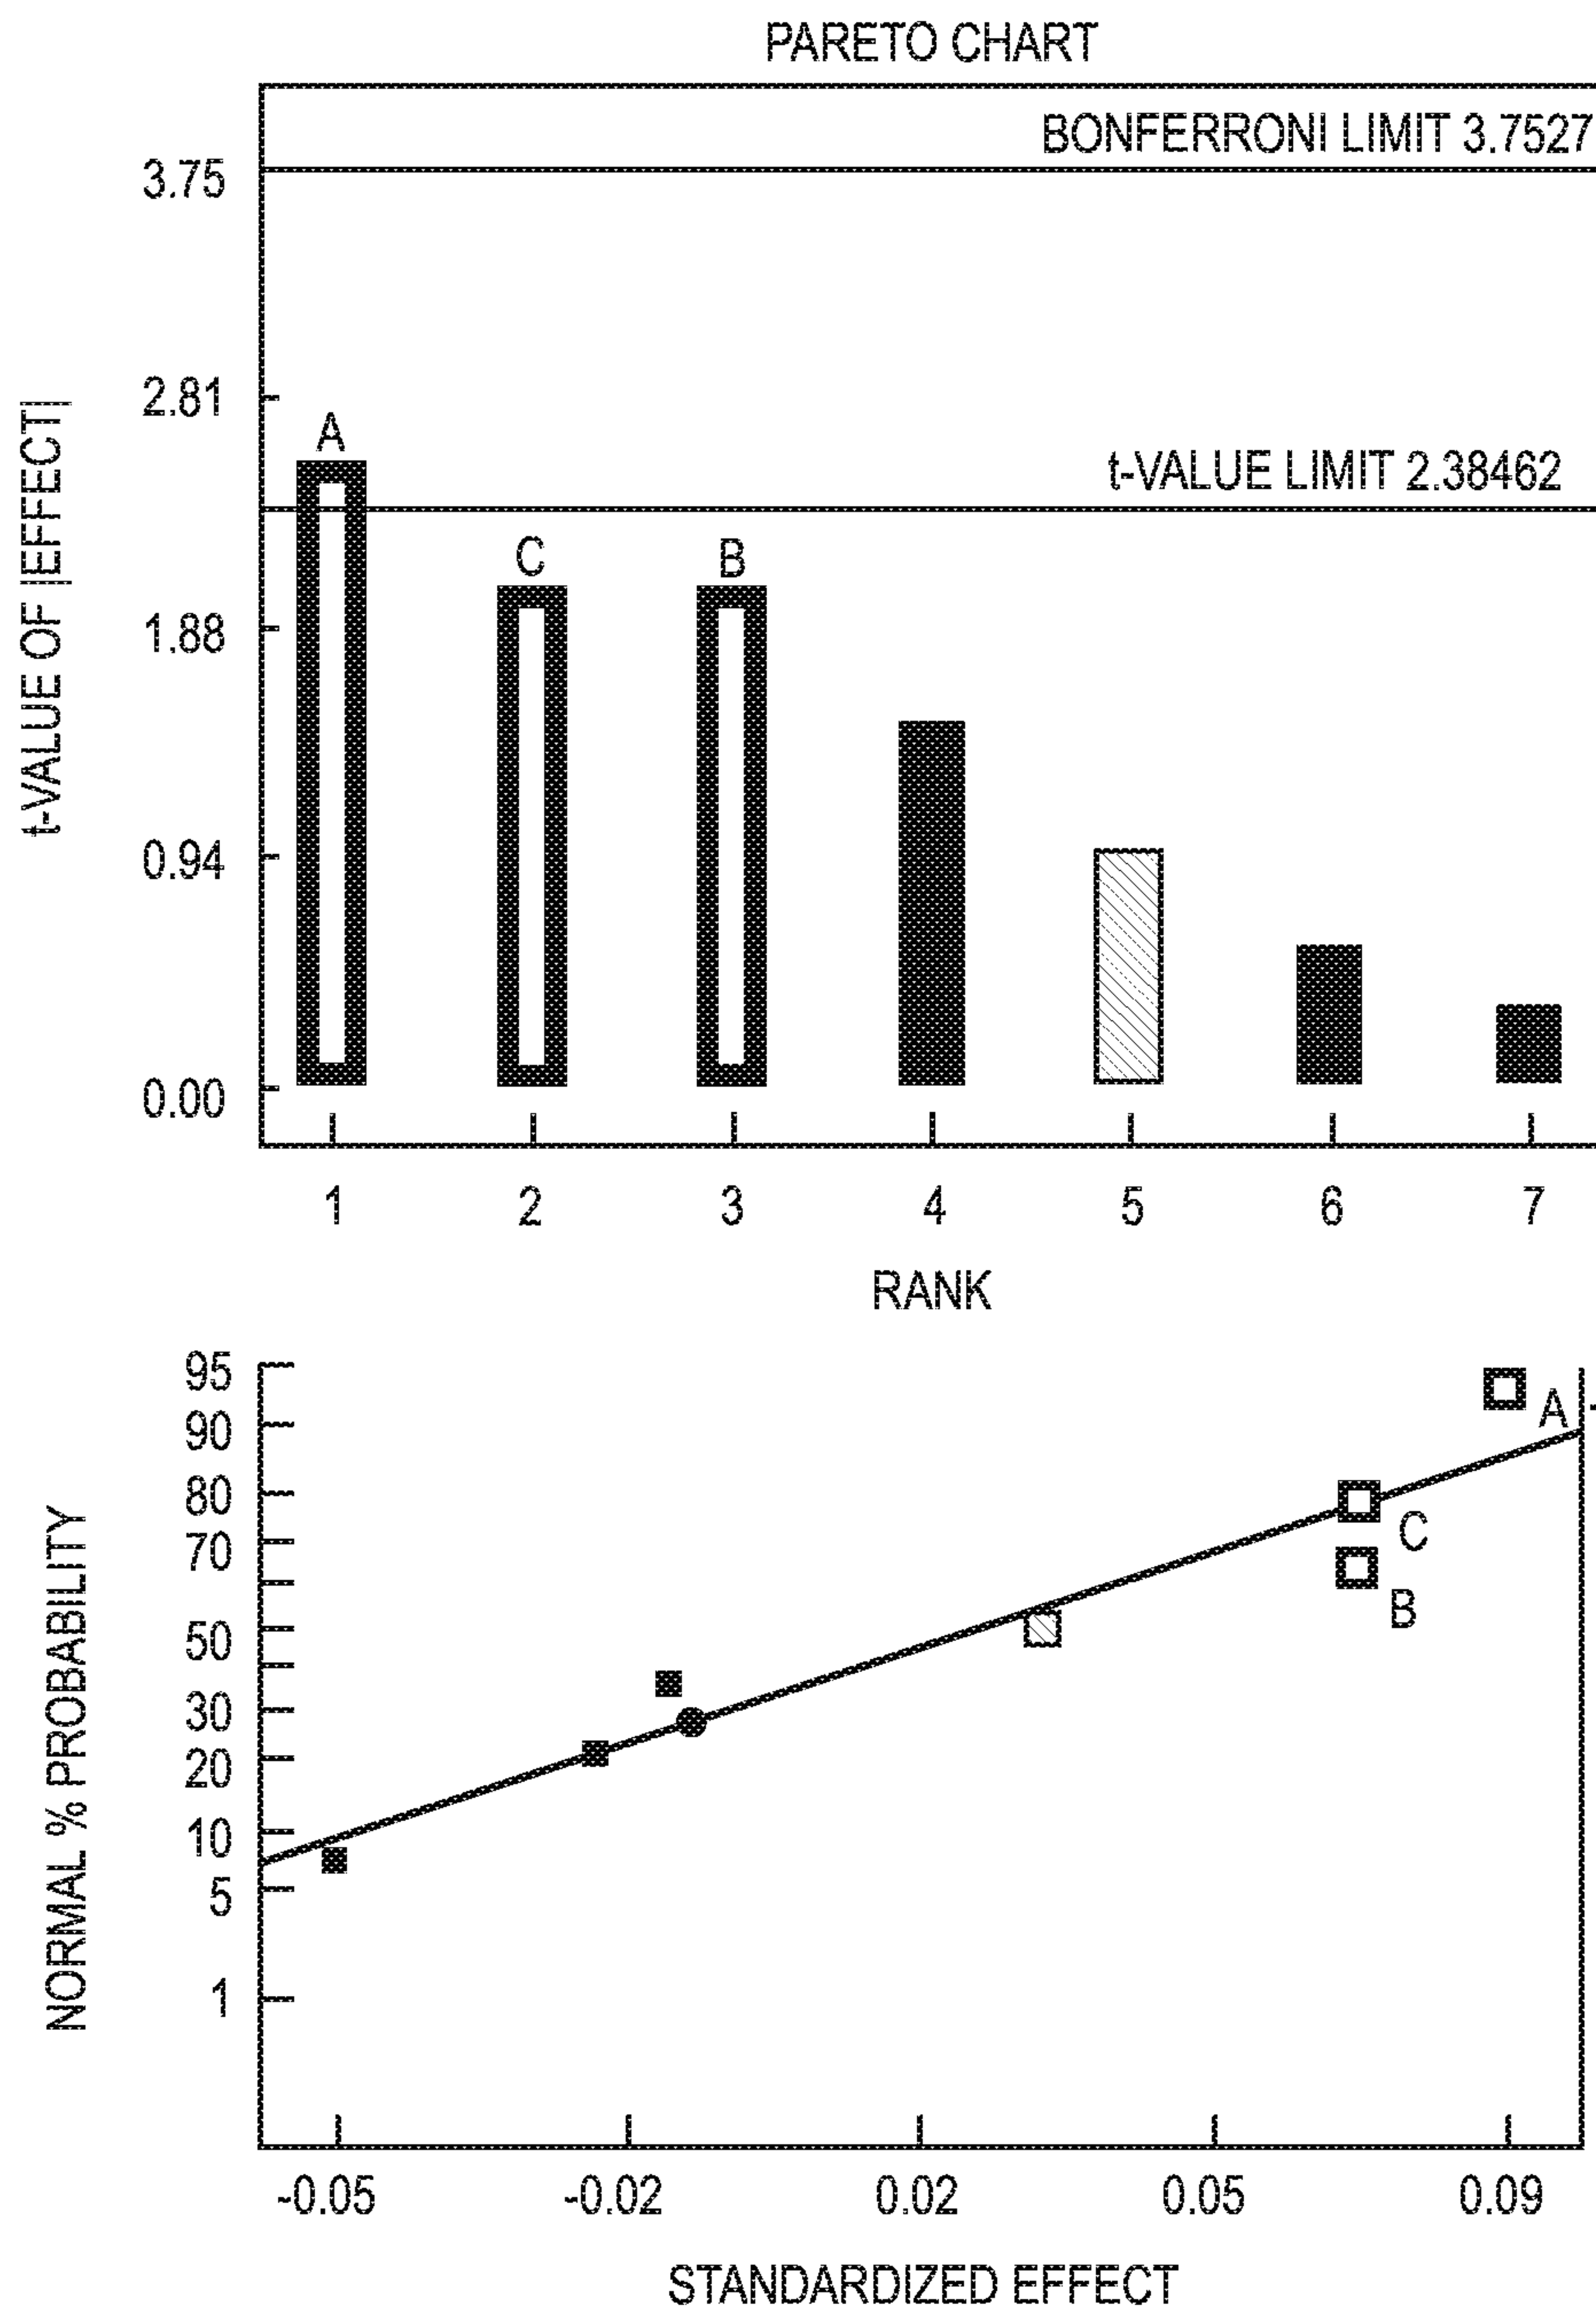 PARETO CHART
BONFERRONI LIMIT 3.7527
3.75
2.81
A
t-VALUE LIMIT 2.38462
C
B
1.88
0.94
0.00
t-VALUE OF |EFFECT|
1 2 3 4 5 6 7
RANK
95
A
90
80
C
70
B
50
30
20
10
5
1
NORMAL % PROBABILITY
-0.05 -0.02 0.02 0.05 0.09
STANDARDIZED EFFECT